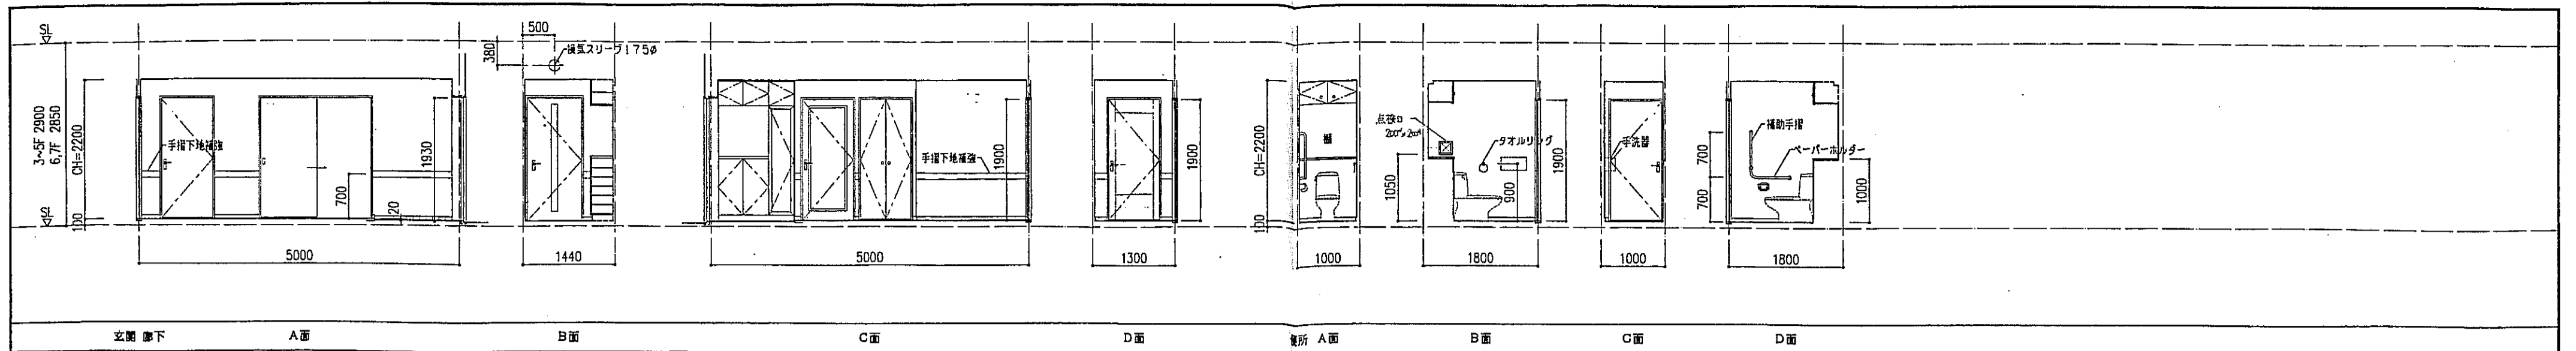 SL
SL
3~5F 2900
6,7F 2850
CH=2200
100
手摺下地補強
700
120
1930
5000
500
380
換気スリーブ175φ
1440
手摺下地補強
1900
5000
1900
1300
CH=2200
100
棚
1000
点検口
1050
タオルリング
900
1900
1800
手洗器
1000
補助手摺
ペーパーホルダー
700
700
1000
1800
玄関 廊下
A面
B面
C面
D面
便所 A面
B面
C面
D面